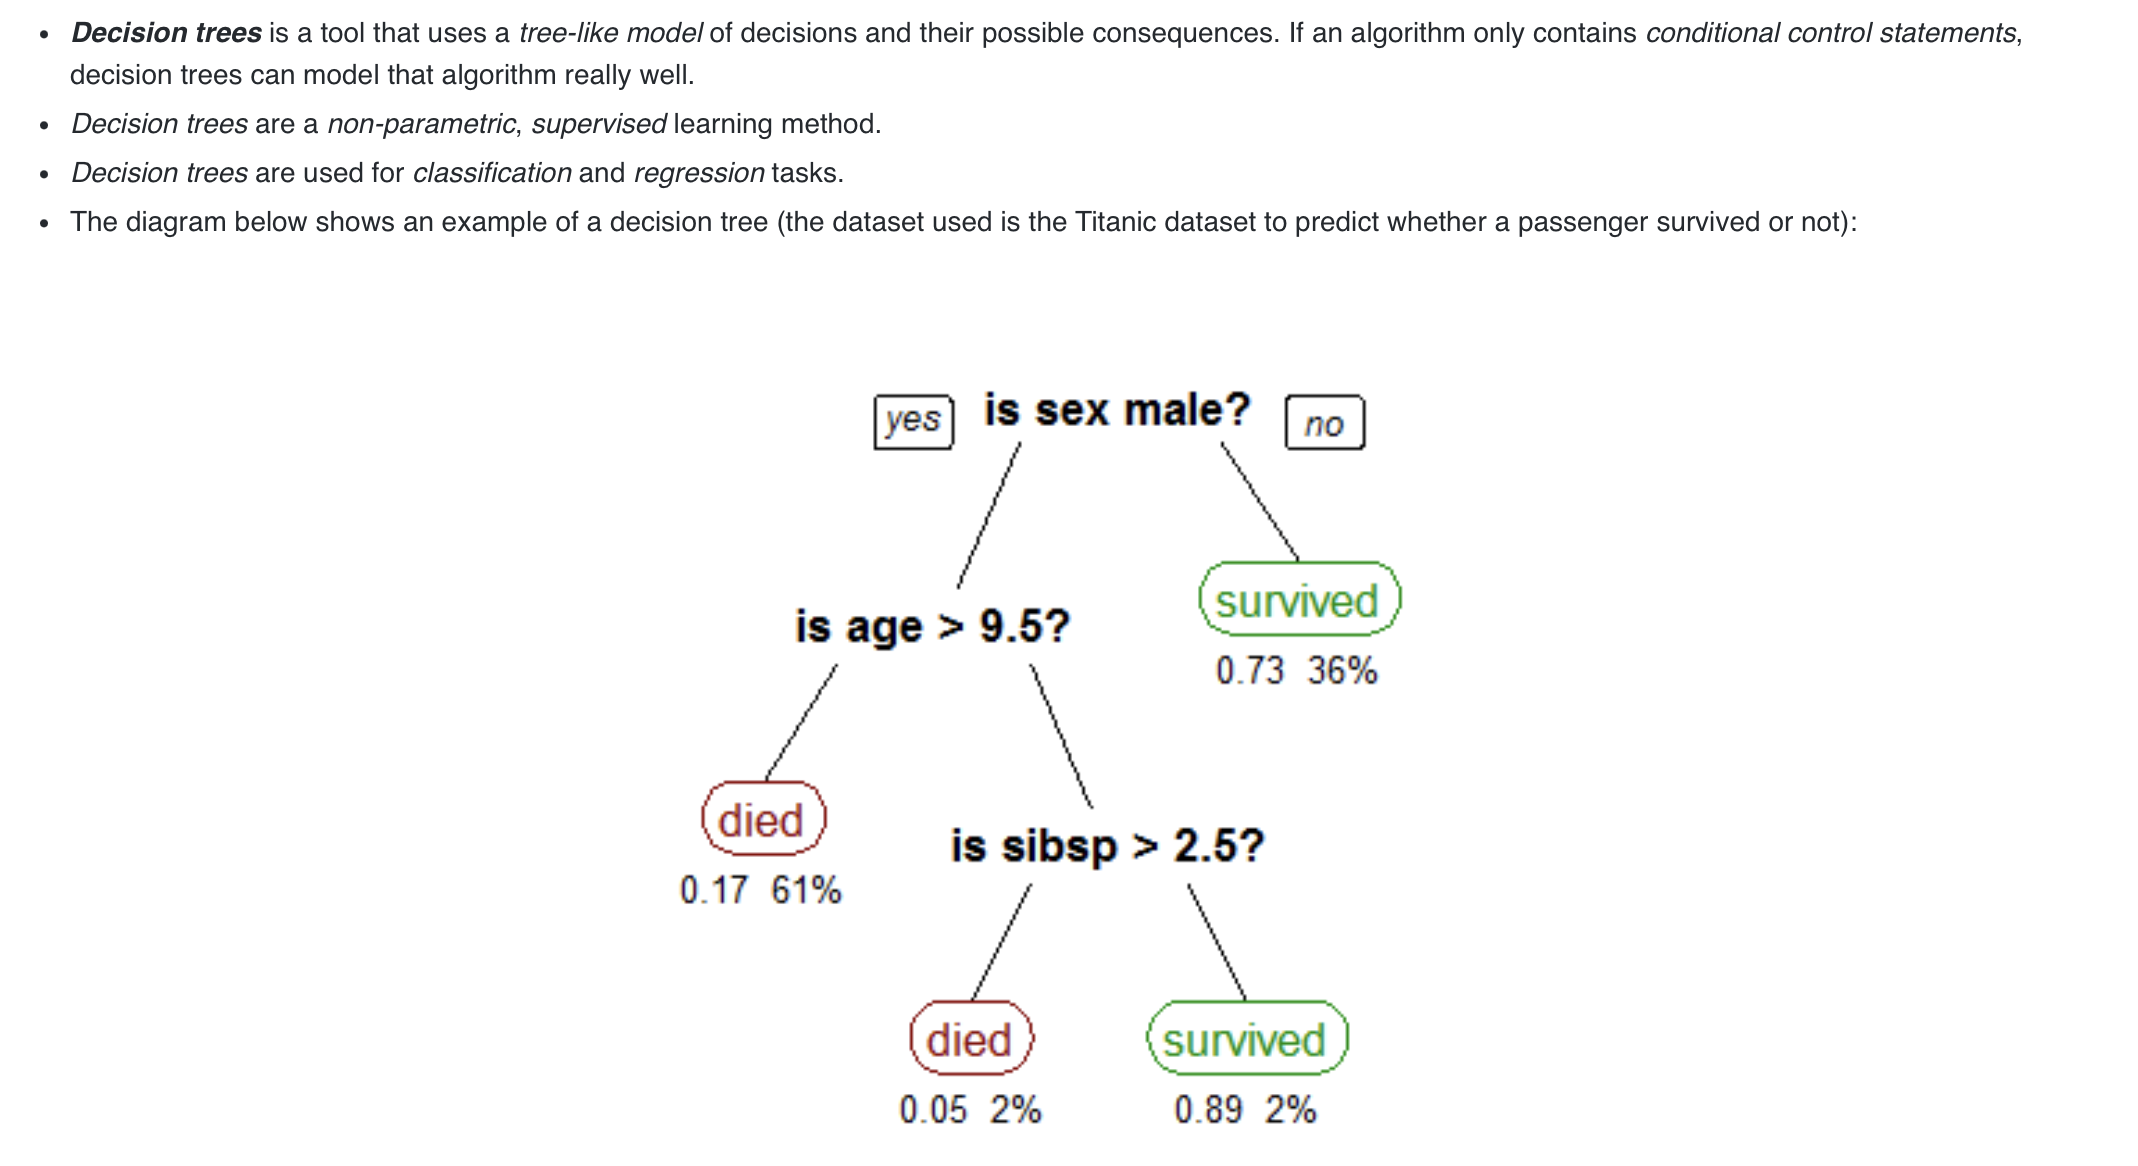 Decision trees is a tool that uses a tree-like model of decisions and their possible consequences. If an algorithm only contains conditional control statements,
decision trees can model that algorithm really well.
Decision trees are a non-parametric, supervised learning method.
Decision trees are used for classification and regression tasks.
The diagram below shows an example of a decision tree (the dataset used is the Titanic dataset to predict whether a passenger survived or not):
yes is sex male? no
is age > 9.5?
survived
0.73 36%
died
0.17 61%
is sibsp > 2.5?
died
0.05 2%
survived
0.89 2%